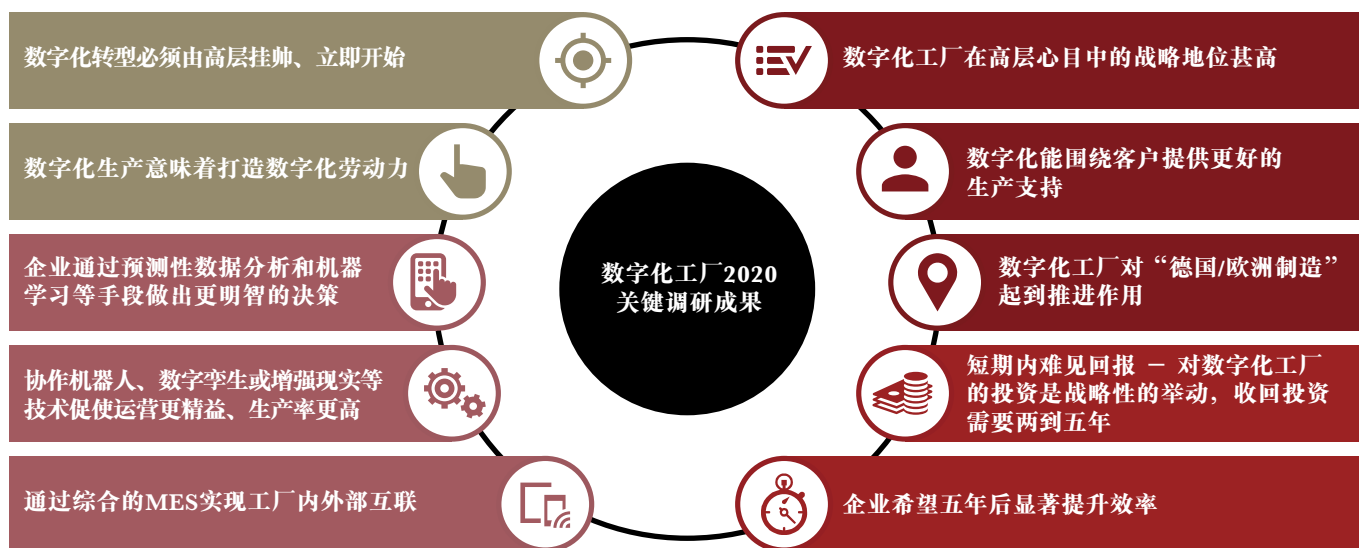 数字化转型必须由高层挂帅、立即开始
数字化生产意味着打造数字化劳动力
企业通过预测性数据分析和机器
学习等手段做出更明智的决策
协作机器人、数字孪生或增强现实等
技术促使运营更精益、生产率更高
通过综合的MES实现工厂内外部互联
数字化工厂2020
关键调研成果
数字化工厂在高层心目中的战略地位甚高
数字化能围绕客户提供更好的
生产支持
数字化工厂对“德国/欧洲制造”
起到推进作用
短期内难见回报 － 对数字化工厂
的投资是战略性的举动，收回投资
需要两到五年
企业希望五年后显著提升效率